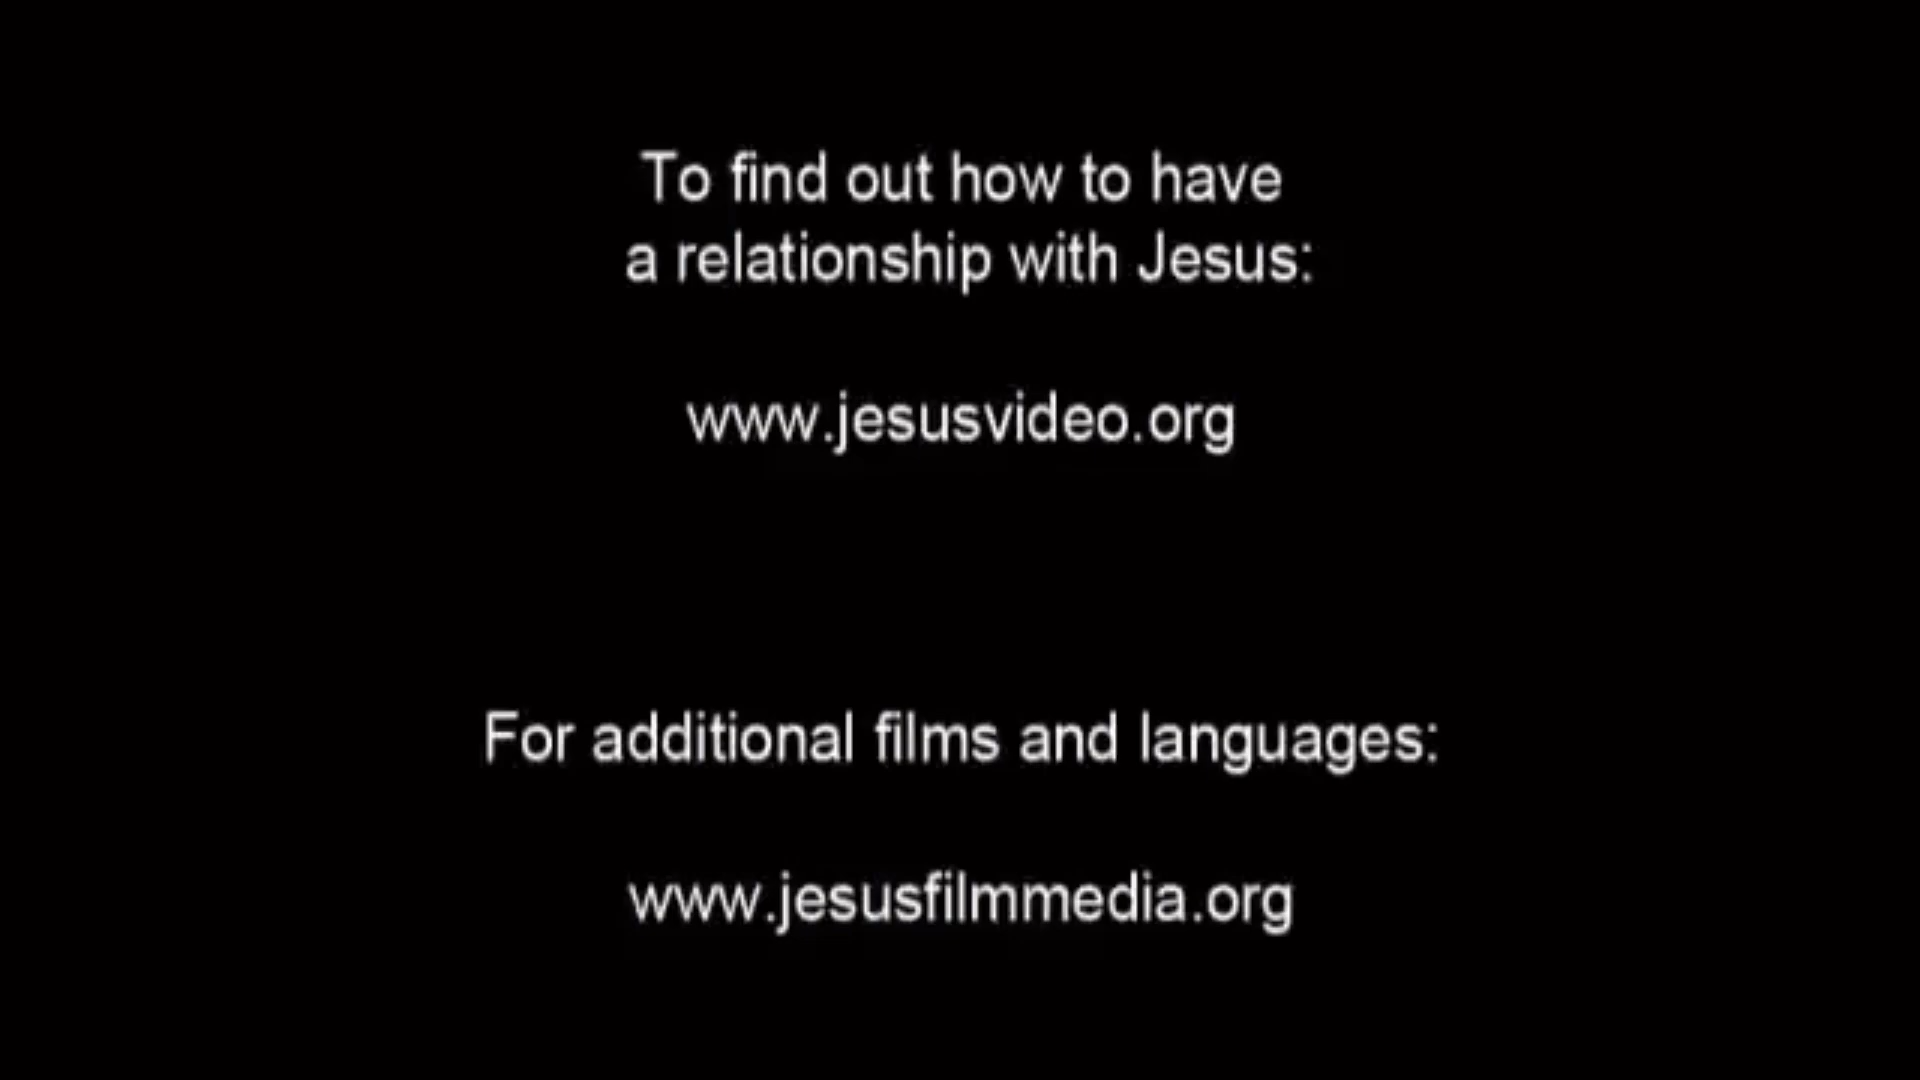 To find out how to have
a relationship with Jesus:
www.jesusvideo.org
For additional films and languages:
www.jesusfilmmedia.org